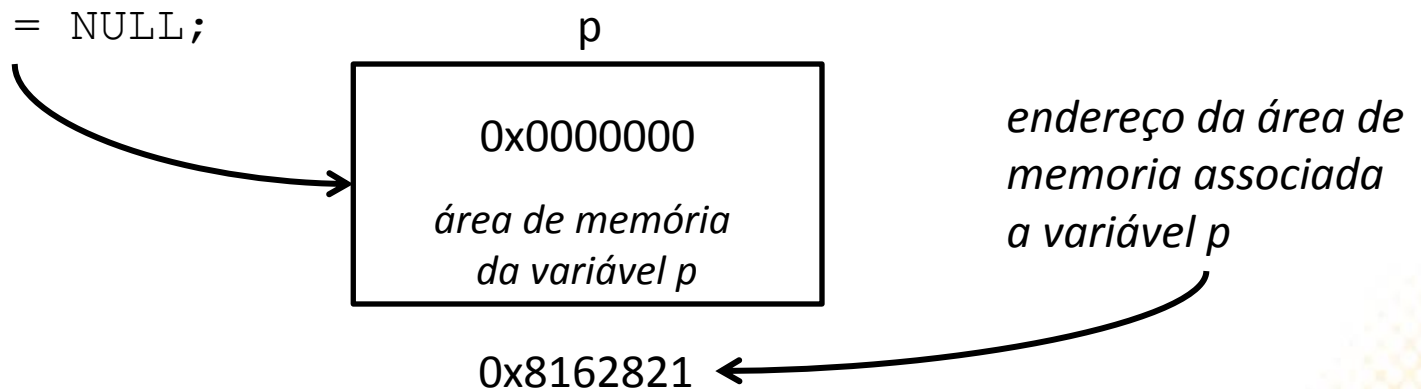 = NULL;
p
0x0000000
área de memória
da variável p
endereço da área de
memoria associada
a variável p
0x8162821